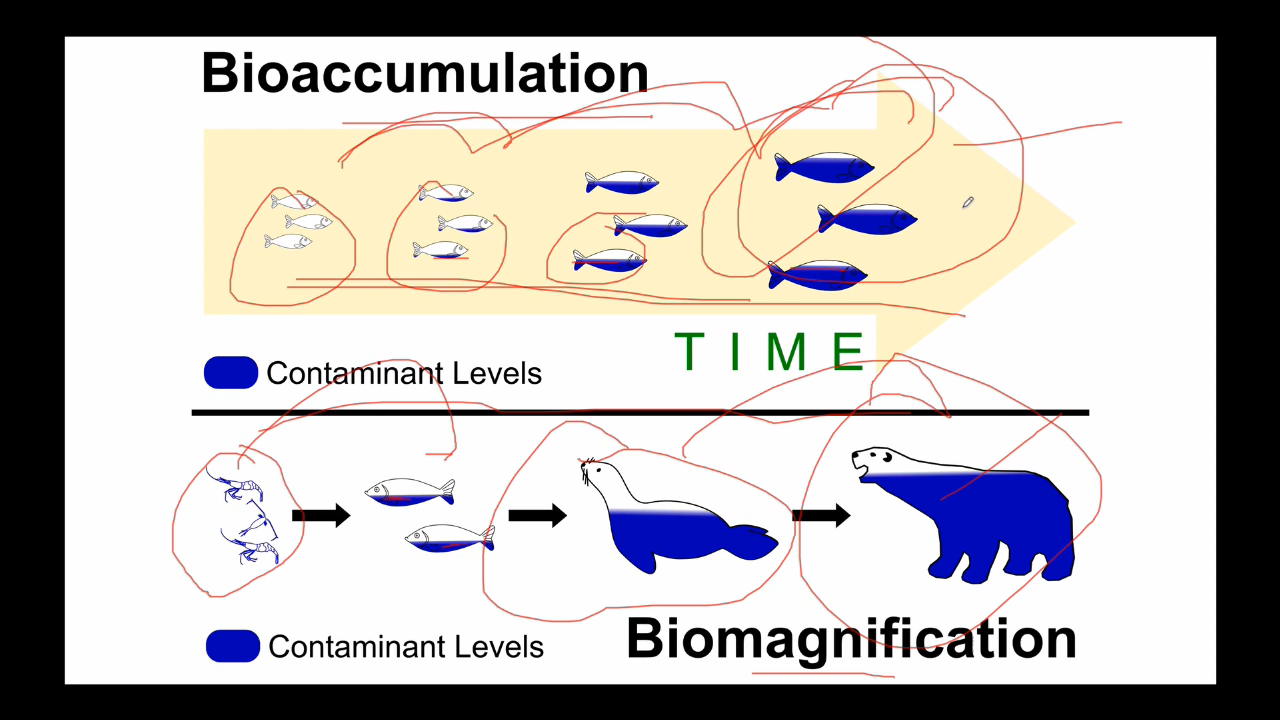 Bioaccumulation
T I M E
Contaminant Levels
Contaminant Levels
Biomagnification